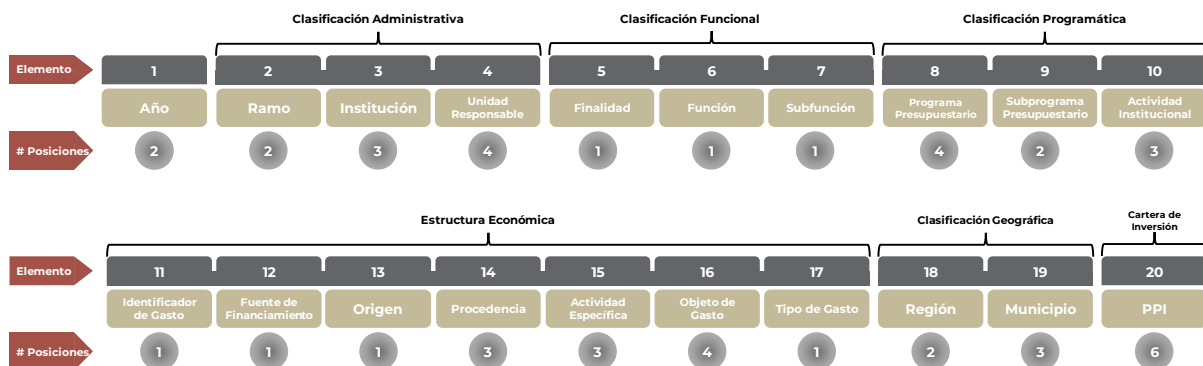 Clasificación Administrativa Clasificación Funcional Clasificación Programática
Elemento 1 2 3 4 5 6 7 8 9 10
Año Ramo Institución Unidad Responsable Finalidad Función Subfunción Programa Presupuestario Subprograma Presupuestario Actividad Institucional
# Posiciones 2 2 3 4 1 1 1 4 2 3
Estructura Económica Clasificación Geográfica Cartera de Inversión
Elemento 11 12 13 14 15 16 17 18 19 20
Identificador de Gasto Fuente de Financiamiento Origen Procedencia Actividad Específica Objeto de Gasto Tipo de Gasto Región Municipio PPI
# Posiciones 1 1 1 3 3 4 1 2 3 6